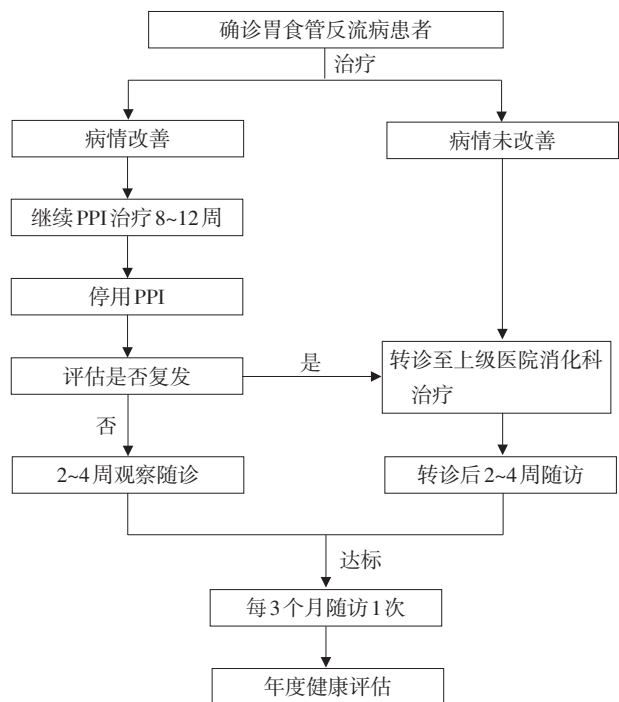 确诊胃食管反流病患者
治疗
病情改善
病情未改善
继续PPI治疗8~12周
停用PPI
评估是否复发
是
转诊至上级医院消化科
治疗
否
2~4周观察随诊
转诊后2~4周随访
达标
每3个月随访1次
年度健康评估